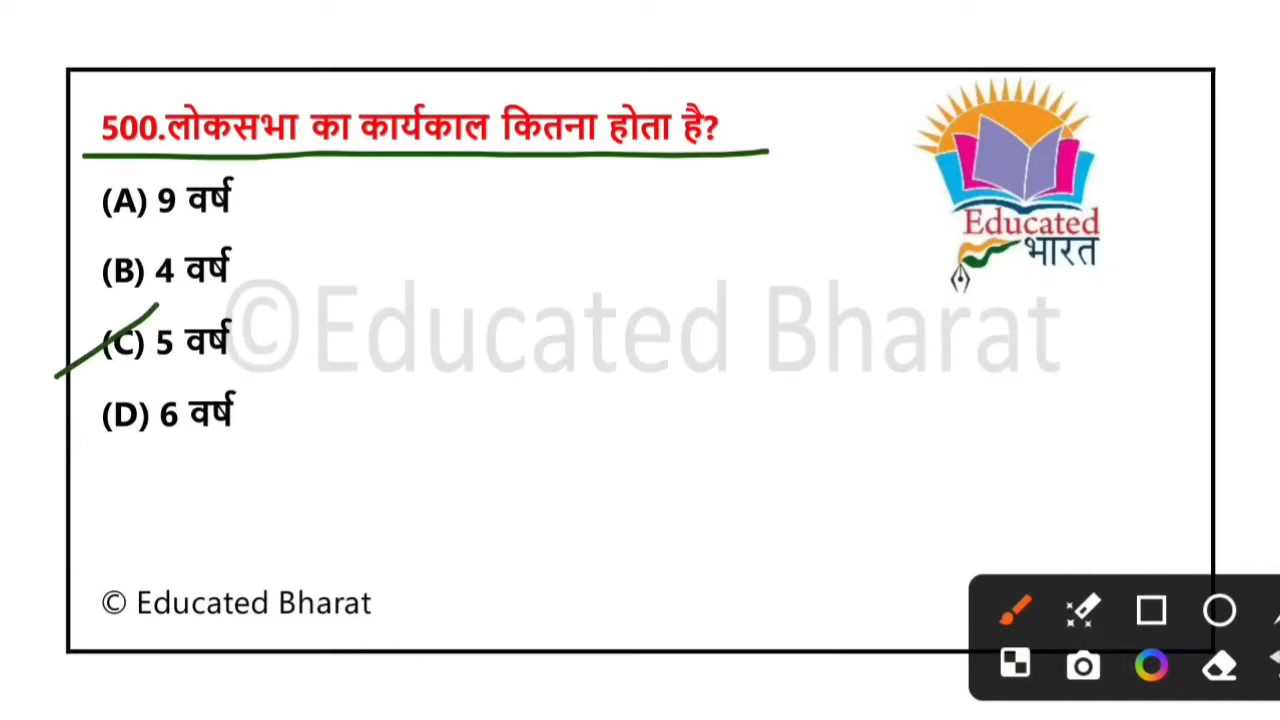 500.लोकसभा का कार्यकाल कितना होता है?
(A) 9 वर्ष
(B) 4 वर्ष
(C) 5 वर्ष
(D) 6 वर्ष
Educated
भारत
©Educated Bharat
© Educated Bharat